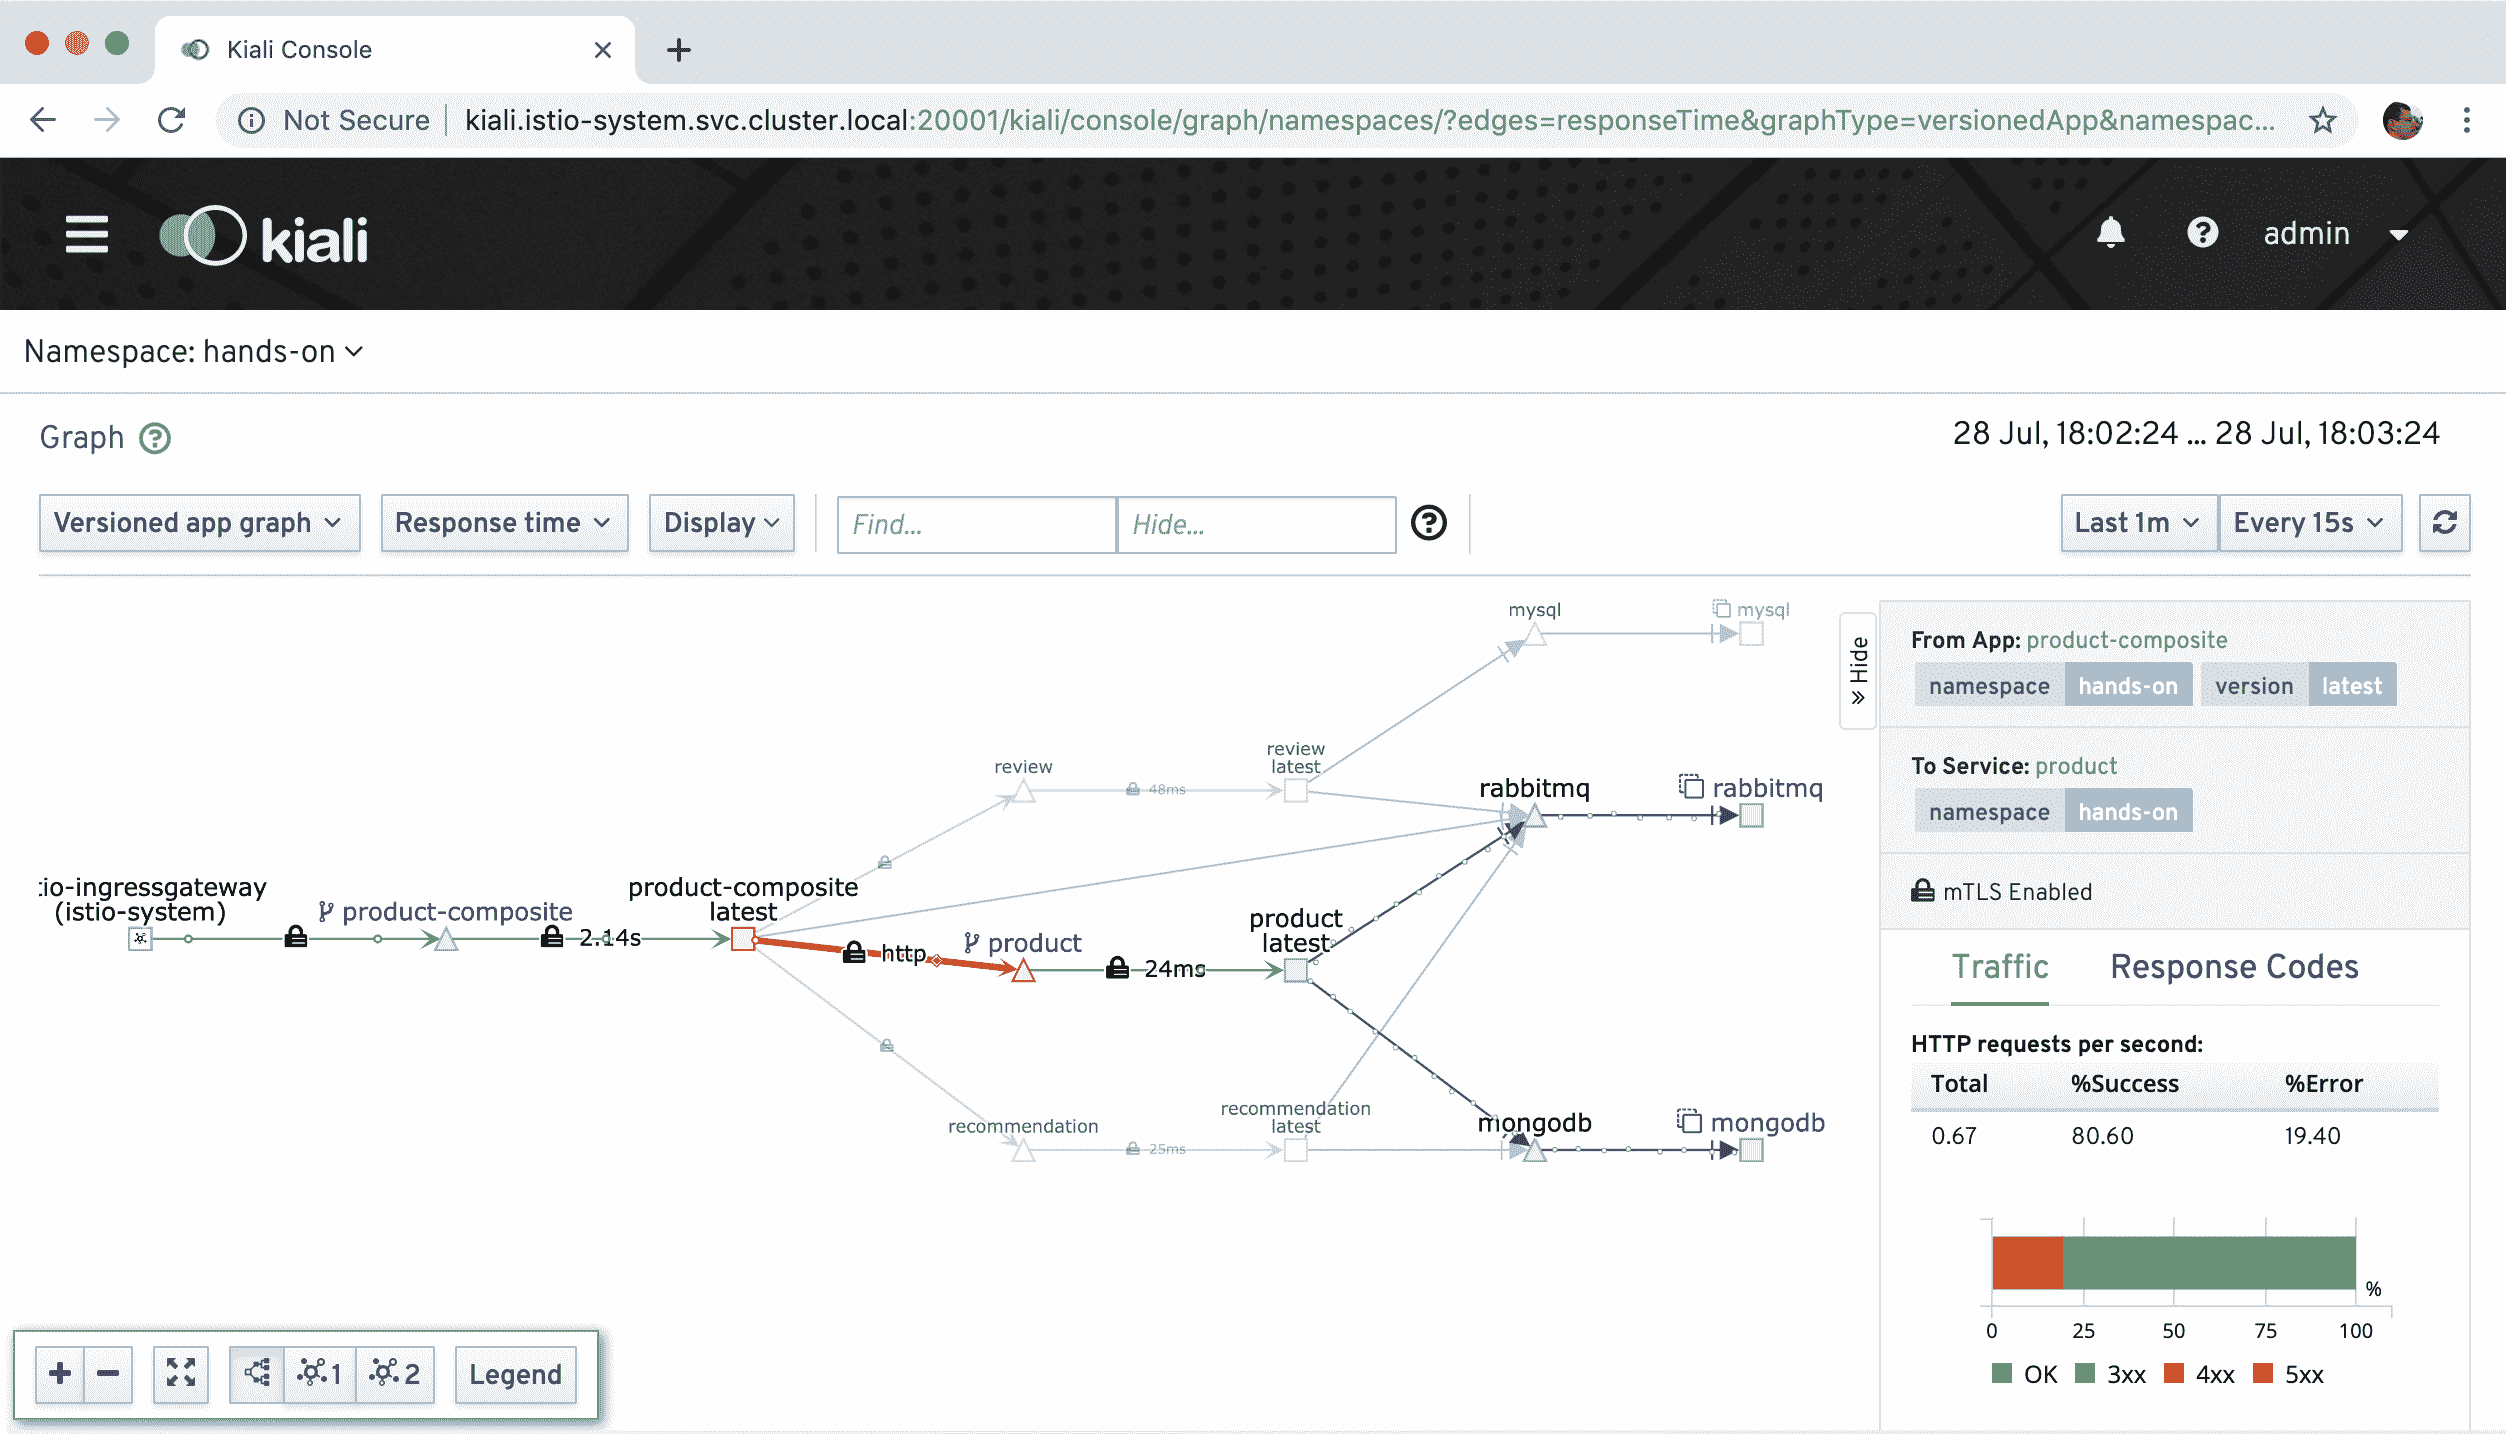 Kiali Console
Not Secure
kiali.istio-system.svc.cluster.local:20001/kiali/console/graph/namespaces/?edges=responseTime&graphType=versionedApp&namespac...
kiali
admin
Namespace: hands-on
Graph
28 Jul, 18:02:24 ... 28 Jul, 18:03:24
Versioned app graph
Response time
Display
Find...
Hide...
Last 1m
Every 15s
mysql
mysql
review
48ms
review
latest
rabbitmq
rabbitmq
tio-ingressgateway
(istio-system)
product-composite
2.14s
product-composite
latest
http
product
24ms
product
latest
recommendation
25ms
recommendation
latest
mongodb
mongodb
Hide
From App: product-composite
namespace hands-on version latest
To Service: product
namespace hands-on
mTLS Enabled
Traffic Response Codes
HTTP requests per second:
Total %Success %Error
0.67 80.60 19.40
%
0 25 50 75 100
OK 3xx 4xx 5xx
1
2
Legend